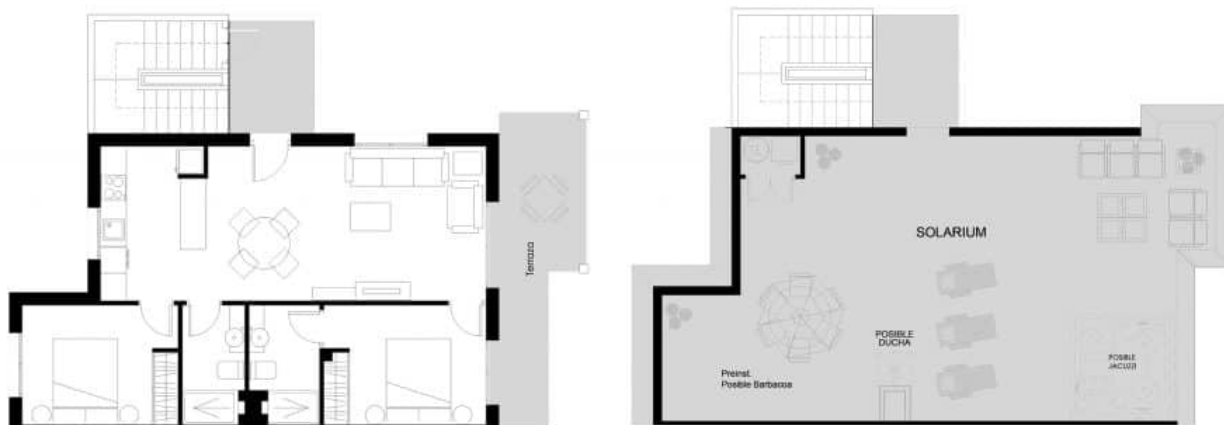 Terraza
SOLARIUM
POSIBLE
DUCHA
Preinst.
Posible Barbacoa
POSIBLE
JACUZZI